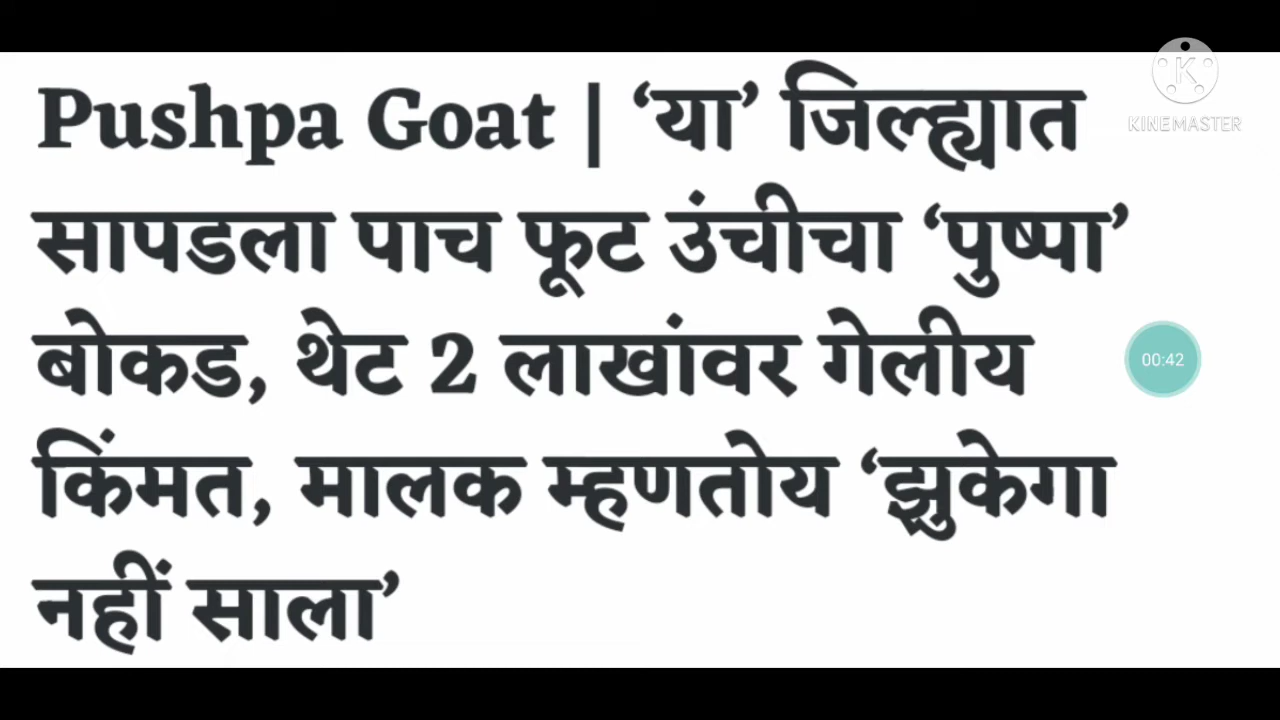 Pushpa Goat | ‘या’ जिल्ह्यात
सापडला पाच फूट उंचीचा ‘पुष्पा’
बोकड, थेट 2 लाखांवर गेलीय
किंमत, मालक म्हणतोय ‘झुकेगा
नहीं साला’
K
KINEMASTER
00:42